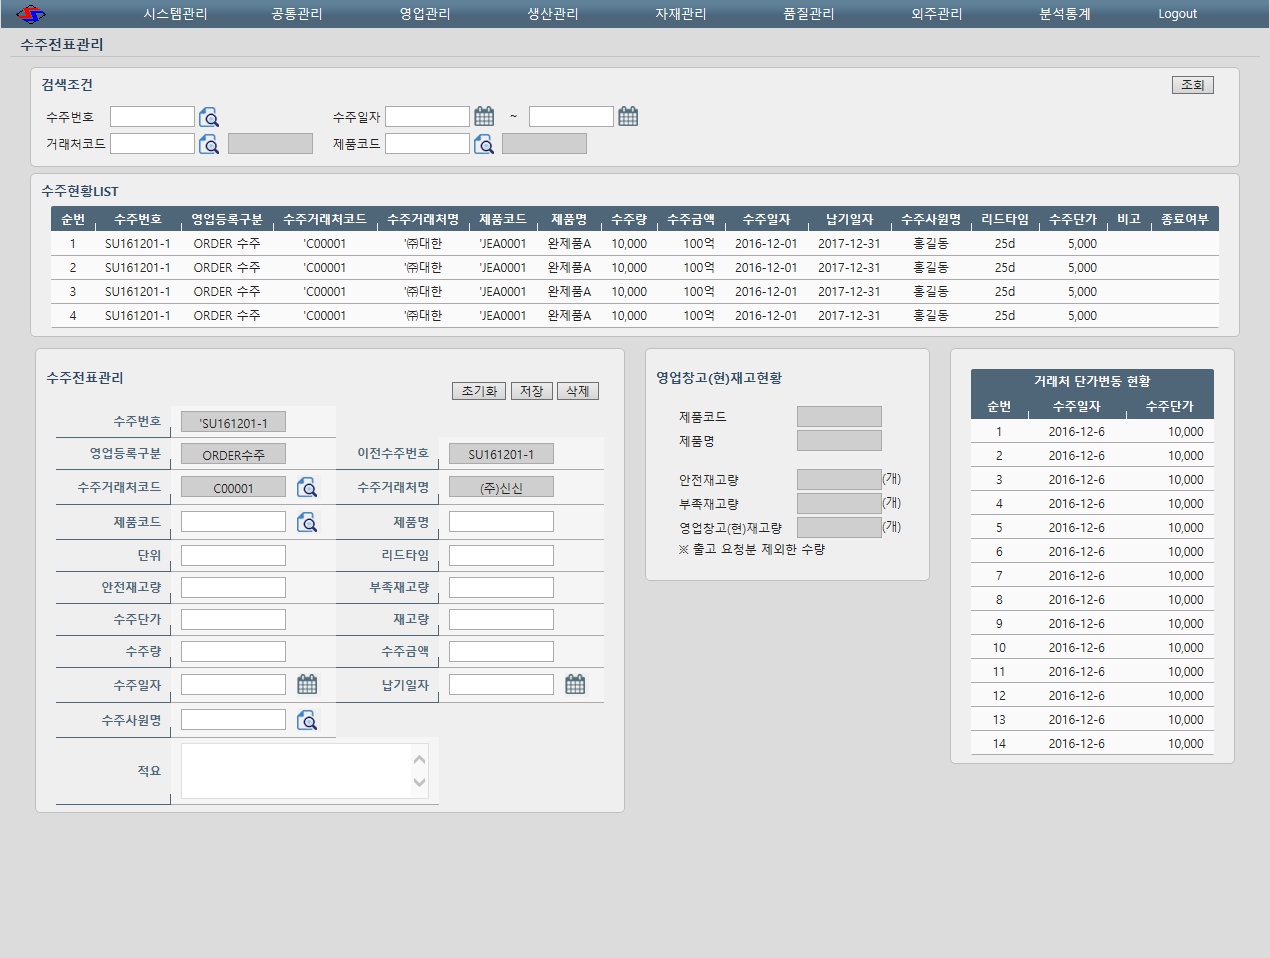 시스템관리 공통관리 영업관리 생산관리 자재관리 품질관리 외주관리 분석통계 Logout
수주전표관리
검색조건 조회
수주번호 수주일자 ~
거래처코드 제품코드
수주현황LIST
순번 수주번호 영업등록구분 수주거래처코드 수주거래처명 제품코드 제품명 수주량 수주금액 수주일자 납기일자 수주사원명 리드타임 수주단가 비고 종료여부
1 SU161201-1 ORDER 수주 'C00001 '㈜대한 'JEA0001 완제품A 10,000 100억 2016-12-01 2017-12-31 홍길동 25d 5,000
2 SU161201-1 ORDER 수주 'C00001 '㈜대한 'JEA0001 완제품A 10,000 100억 2016-12-01 2017-12-31 홍길동 25d 5,000
3 SU161201-1 ORDER 수주 'C00001 '㈜대한 'JEA0001 완제품A 10,000 100억 2016-12-01 2017-12-31 홍길동 25d 5,000
4 SU161201-1 ORDER 수주 'C00001 '㈜대한 'JEA0001 완제품A 10,000 100억 2016-12-01 2017-12-31 홍길동 25d 5,000
수주전표관리
초기화 저장 삭제
수주번호 'SU161201-1
영업등록구분 ORDER수주 이전수주번호 SU161201-1
수주거래처코드 C00001 수주거래처명 (주)신신
제품코드 제품명
단위 리드타임
안전재고량 부족재고량
수주단가 재고량
수주량 수주금액
수주일자 납기일자
수주사원명
적요
영업창고(현)재고현황
제품코드
제품명
안전재고량 (개)
부족재고량 (개)
영업창고(현)재고량 (개)
※ 출고 요청분 제외한 수량
거래처 단가변동 현황
순번 수주일자 수주단가
1 2016-12-6 10,000
2 2016-12-6 10,000
3 2016-12-6 10,000
4 2016-12-6 10,000
5 2016-12-6 10,000
6 2016-12-6 10,000
7 2016-12-6 10,000
8 2016-12-6 10,000
9 2016-12-6 10,000
10 2016-12-6 10,000
11 2016-12-6 10,000
12 2016-12-6 10,000
13 2016-12-6 10,000
14 2016-12-6 10,000